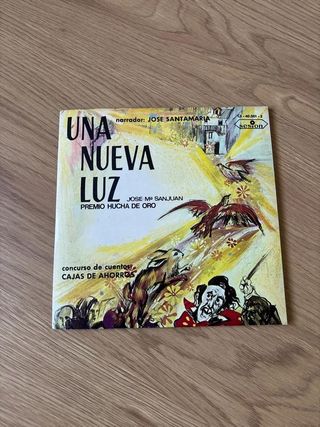 narrador: JOSE SANTAMARIA
UNA
NUEVA
LUZ
JOSE Mª SANJUAN
PREMIO HUCHA DE ORO
concurso de cuentos
CAJAS DE AHORROS
sesion